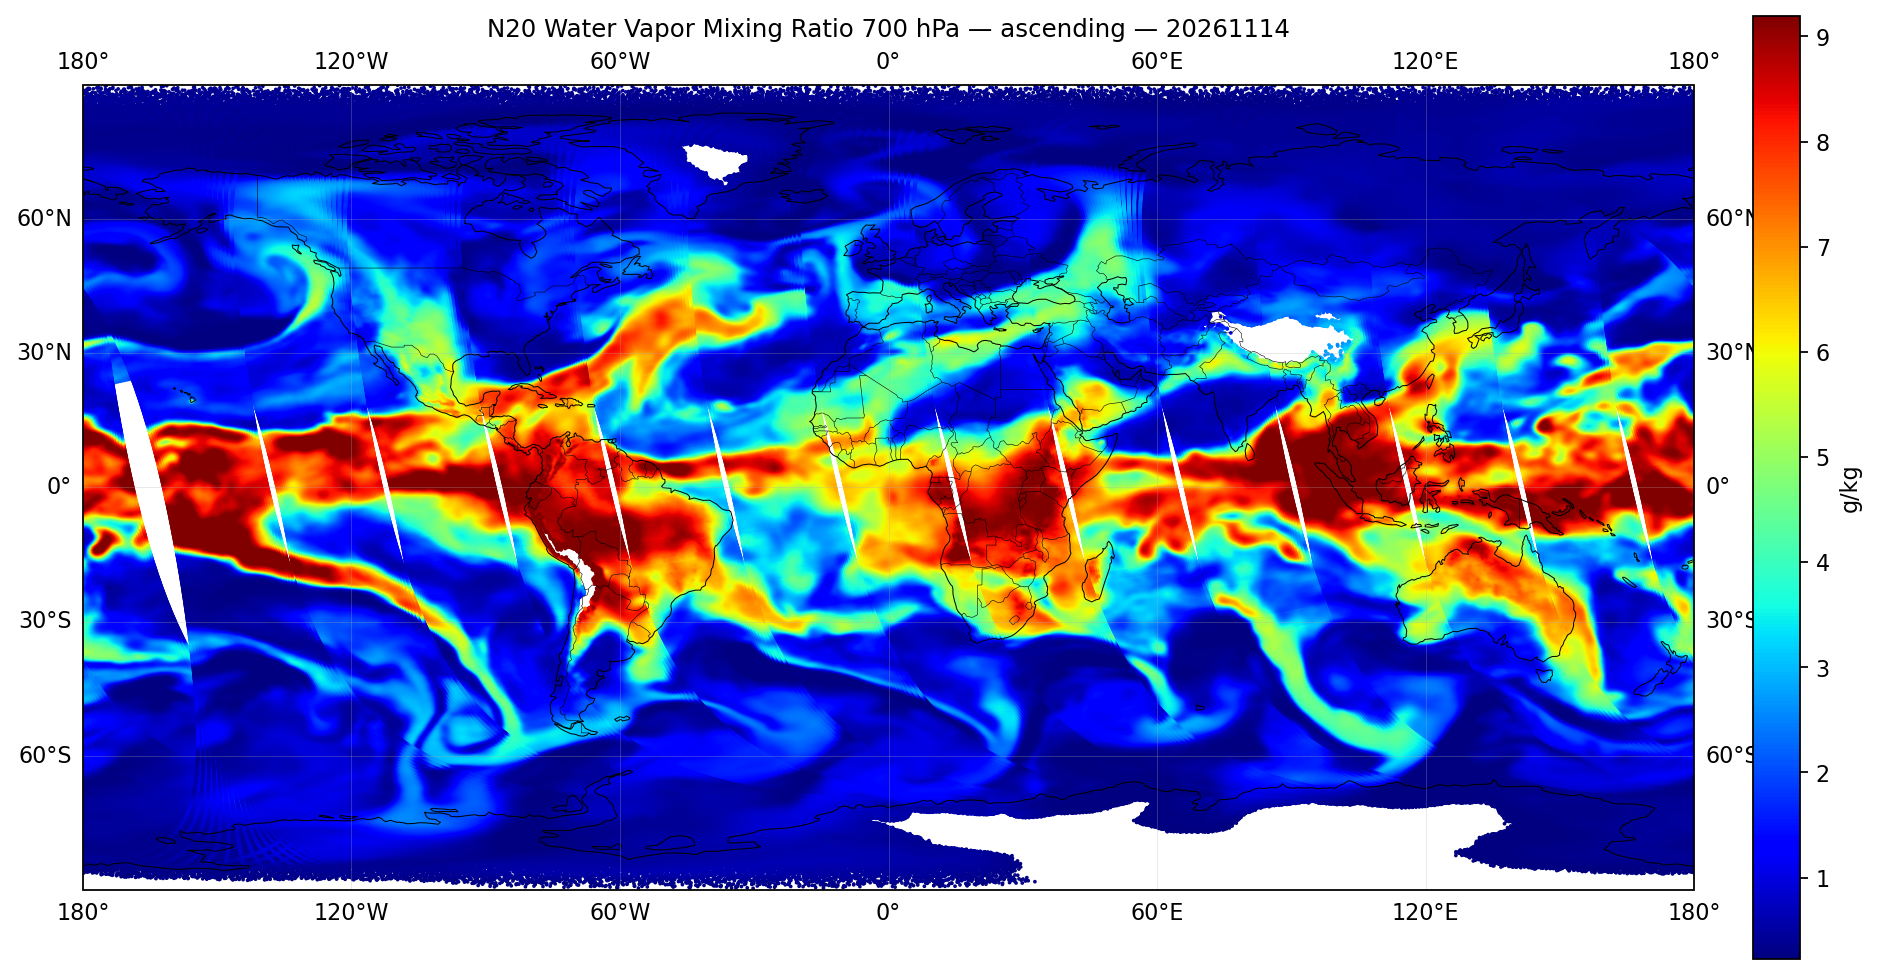 N20 Water Vapor Mixing Ratio 700 hPa — ascending — 20261114
180° 120°W 60°W 0° 60°E 120°E 180°
60°N 60°N
30°N 30°N
0° 0°
30°S 30°S
60°S 60°S
180° 120°W 60°W 0° 60°E 120°E 180°
9
8
7
6
5
4
3
2
1
g/kg